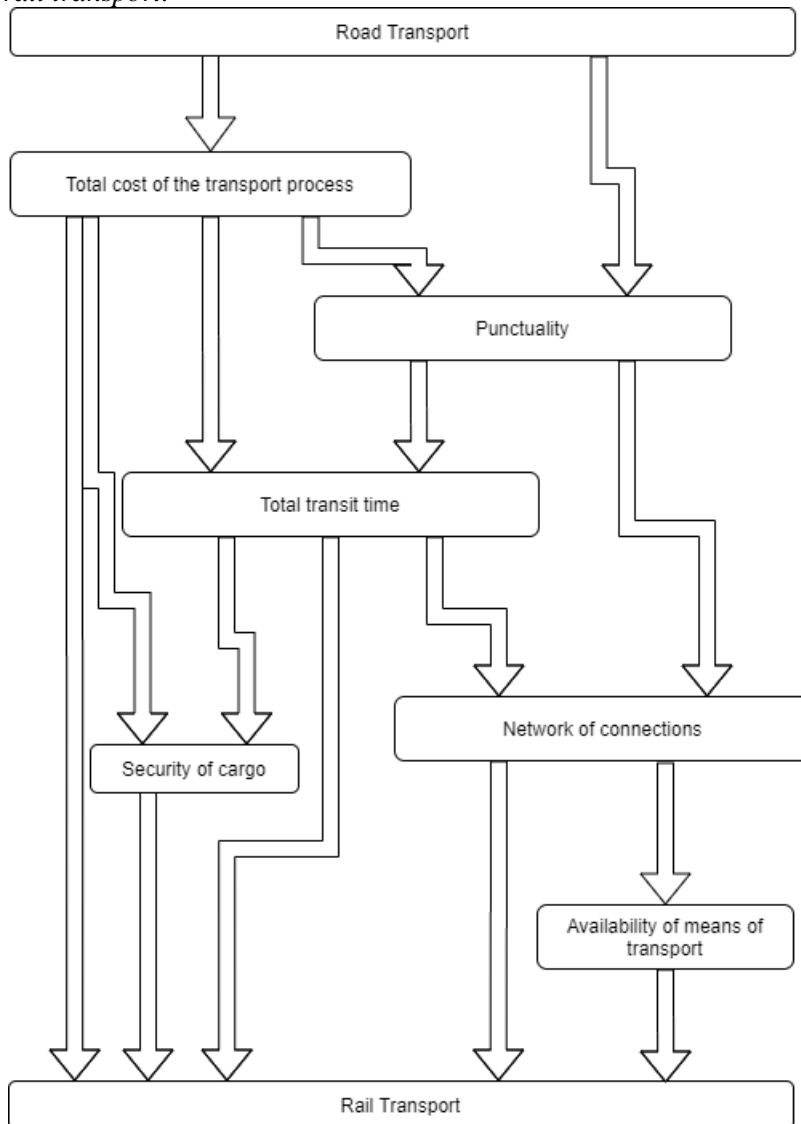 rail transport.
Road Transport
Total cost of the transport process
Punctuality
Total transit time
Network of connections
Security of cargo
Availability of means of
transport
Rail Transport